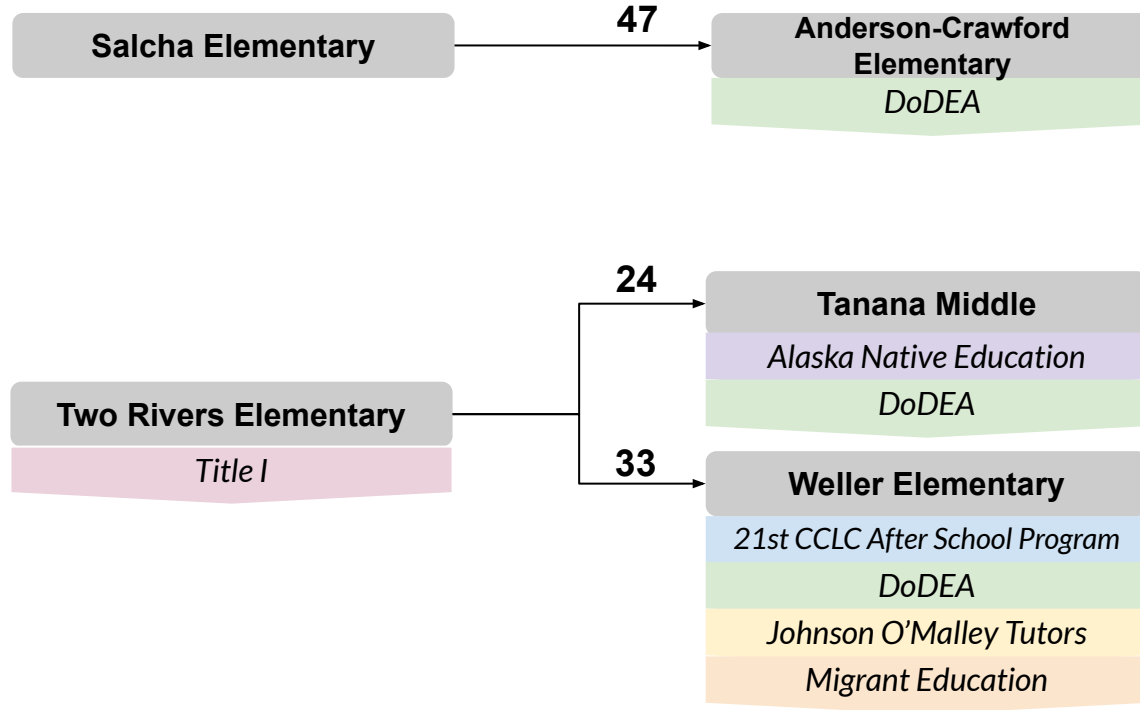 Salcha Elementary
47
Anderson-Crawford
Elementary
DoDEA
Two Rivers Elementary
Title I
24
Tanana Middle
Alaska Native Education
DoDEA
33
Weller Elementary
21st CCLC After School Program
DoDEA
Johnson O’Malley Tutors
Migrant Education